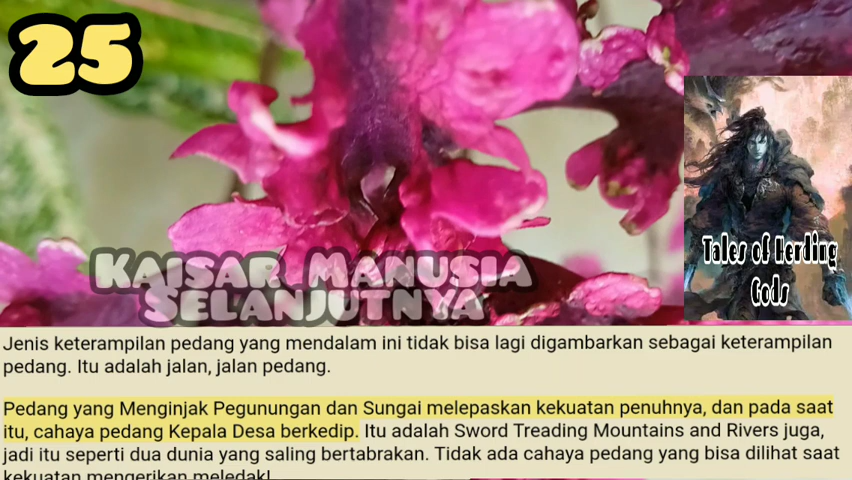 25
Tales of Herding
Gods
KAISAR MANUSIA
SELANJUTNYA
Jenis keterampilan pedang yang mendalam ini tidak bisa lagi digambarkan sebagai keterampilan
pedang. Itu adalah jalan, jalan pedang.
Pedang yang Menginjak Pegunungan dan Sungai melepaskan kekuatan penuhnya, dan pada saat
itu, cahaya pedang Kepala Desa berkedip. Itu adalah Sword Treading Mountains and Rivers juga,
jadi itu seperti dua dunia yang saling bertabrakan. Tidak ada cahaya pedang yang bisa dilihat saat
kekuatan mengerikan meledak!